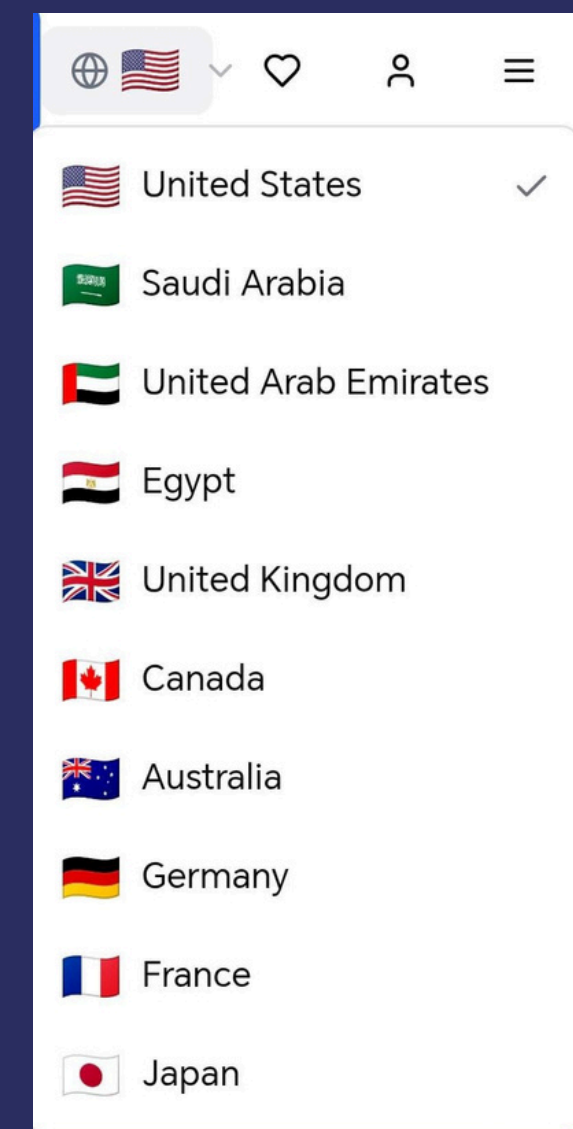 United States
Saudi Arabia
United Arab Emirates
Egypt
United Kingdom
Canada
Australia
Germany
France
Japan